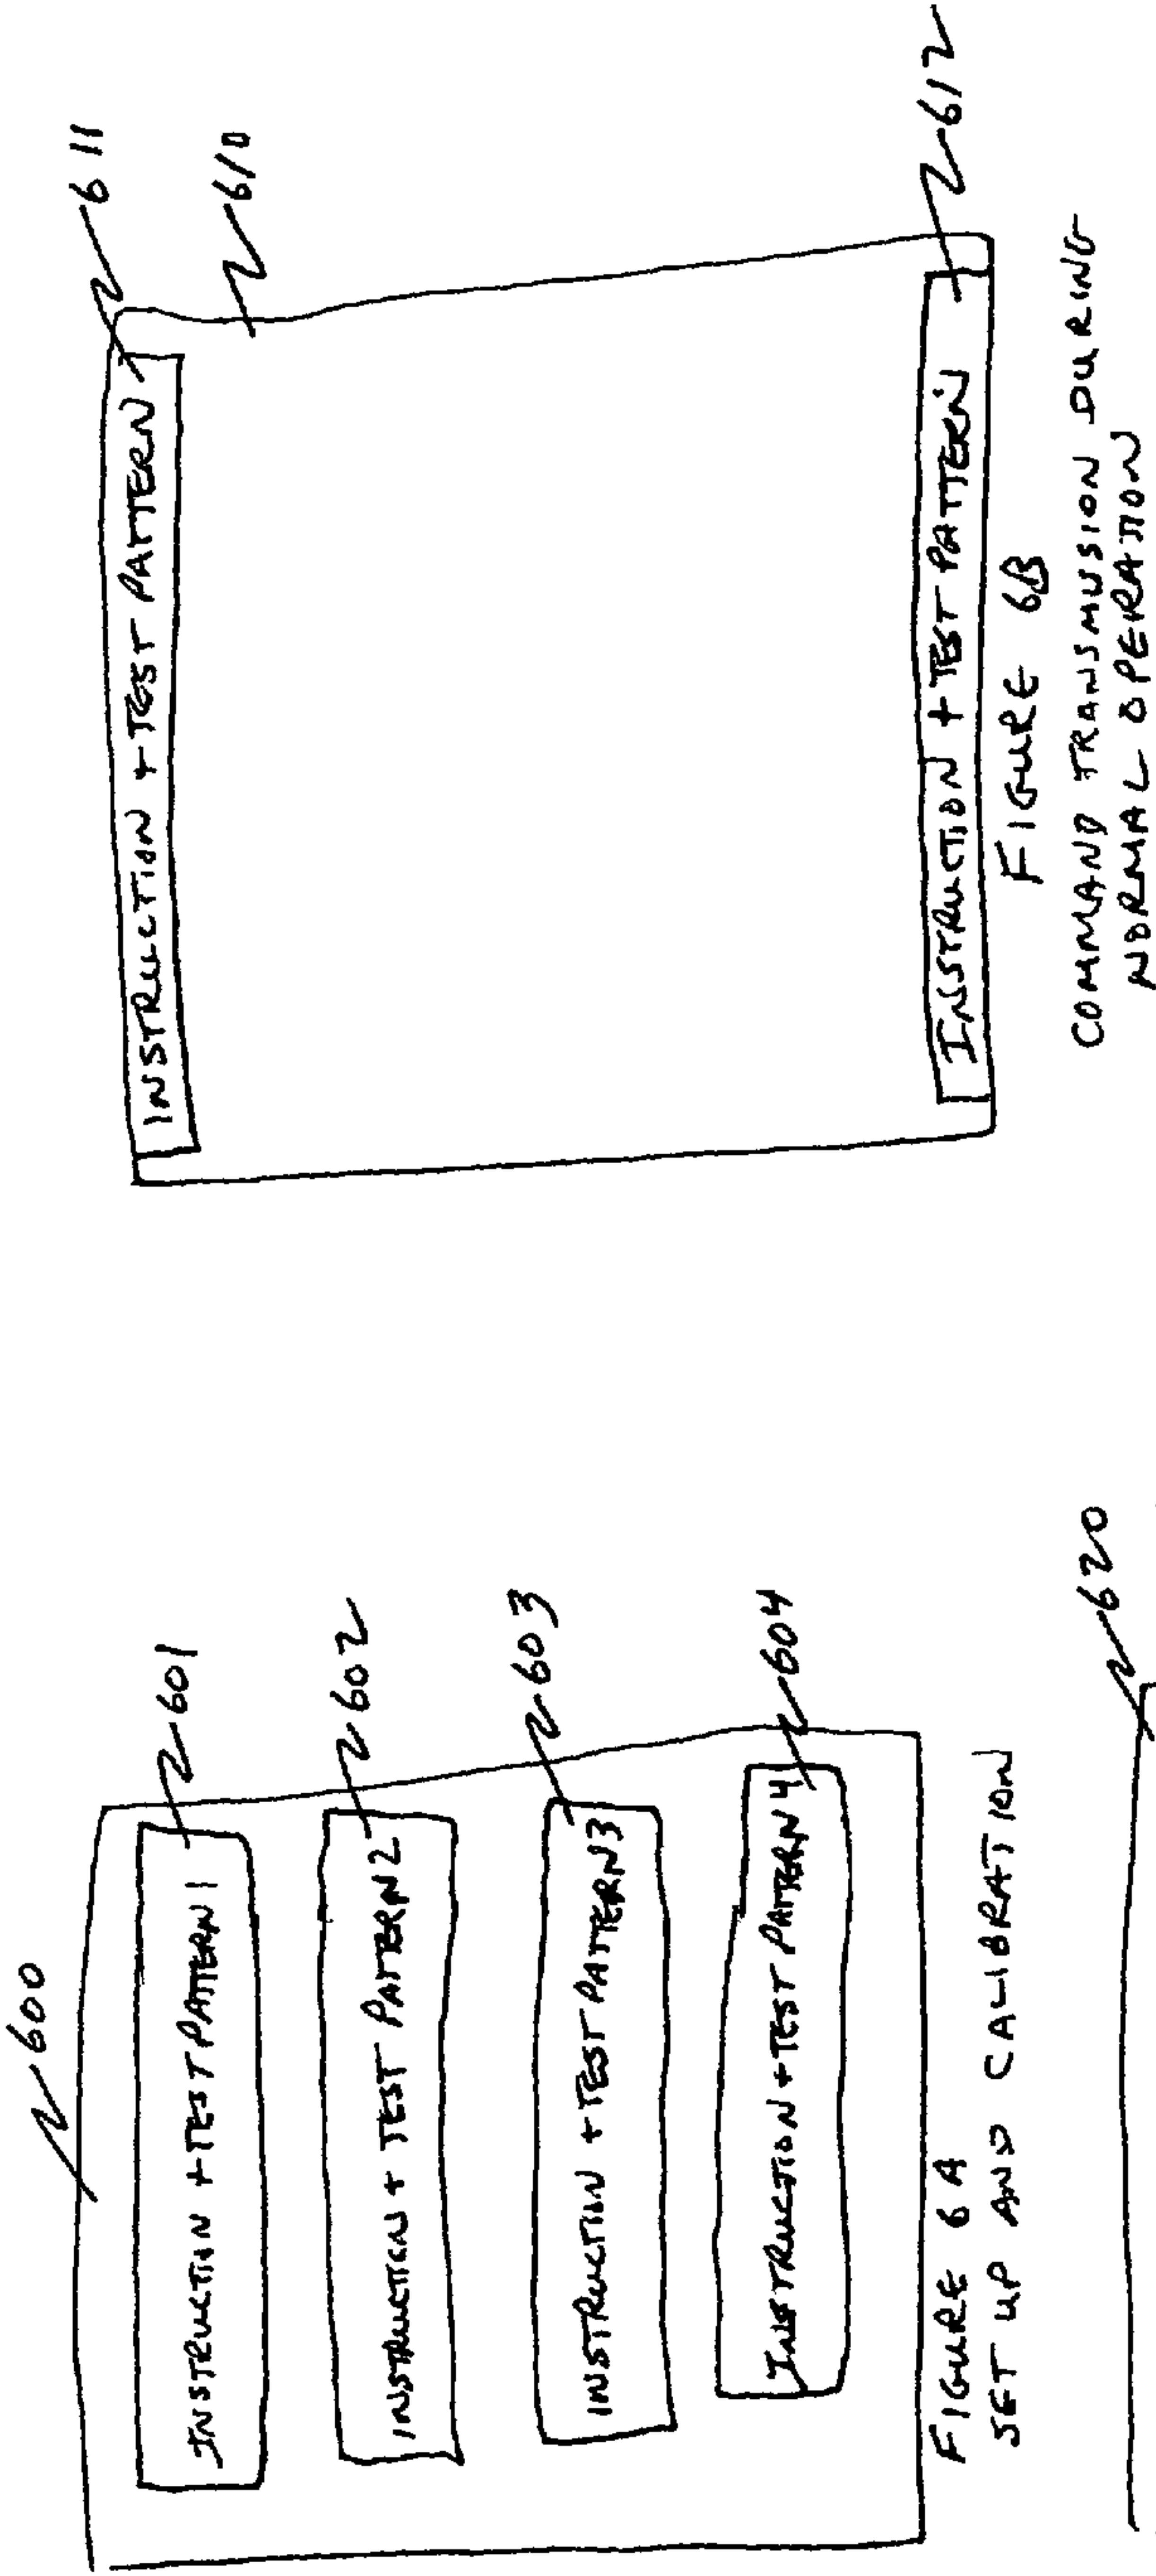 600
INSTRUCTION + TEST PATTERN 1
601
INSTRUCTION + TEST PATTERN 2
602
INSTRUCTION + TEST PATTERN 3
603
INSTRUCTION + TEST PATTERN 4
604
FIGURE 6A
SET UP AND CALIBRATION
620
INSTRUCTION + TEST PATTERN
611
610
INSTRUCTION + TEST PATTERN
612
FIGURE 6B
COMMAND TRANSMISSION DURING
NORMAL OPERATION